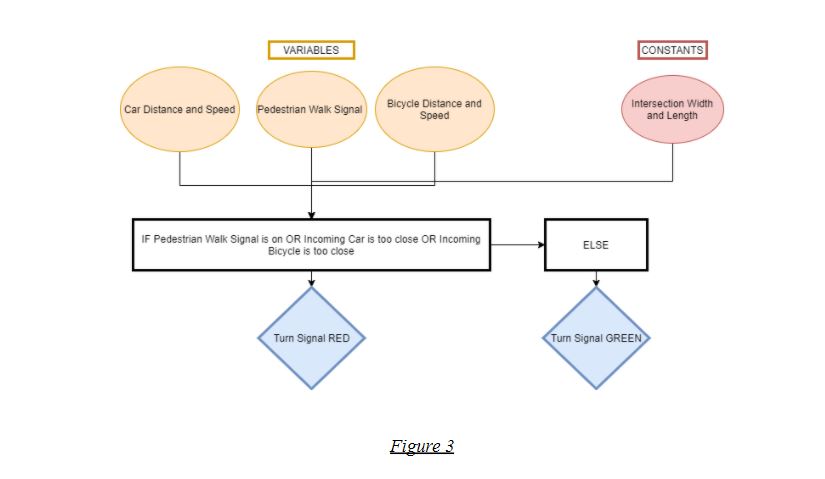 VARIABLES
CONSTANTS
Car Distance and Speed
Pedestrian Walk Signal
Bicycle Distance and
Speed
Intersection Width
and Length
IF Pedestrian Walk Signal is on OR Incoming Car is too close OR Incoming
Bicycle is too close
ELSE
Turn Signal RED
Turn Signal GREEN
Figure 3